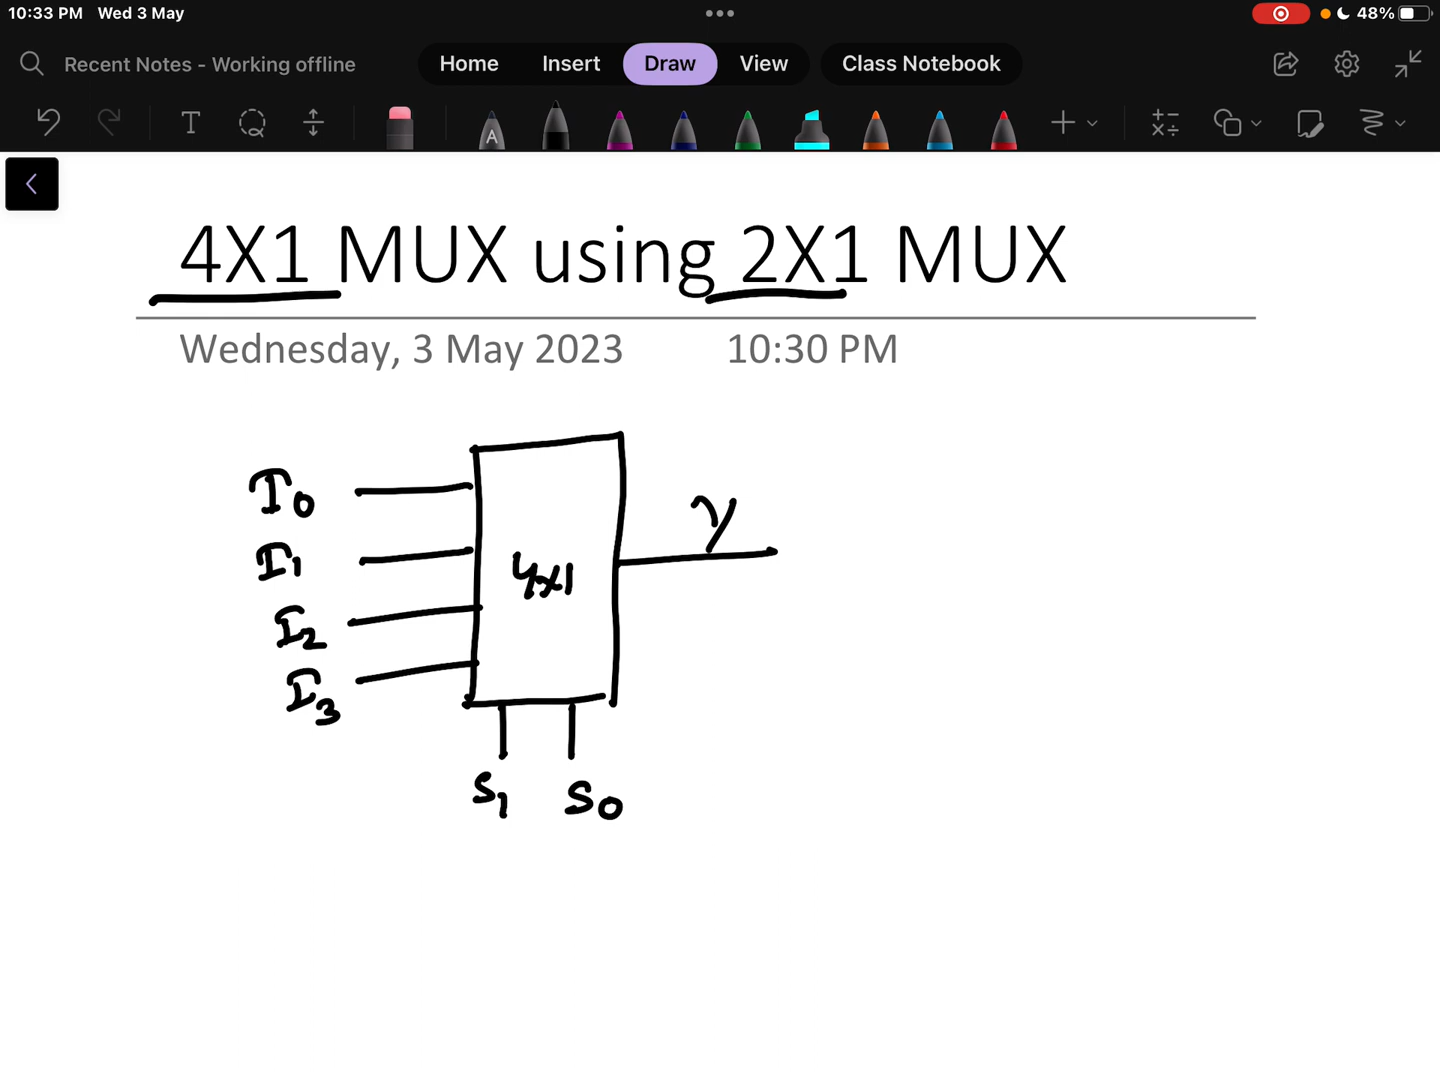 10:33 PM Wed 3 May
48%
Recent Notes - Working offline
Home Insert Draw View Class Notebook
A
4X1 MUX using 2X1 MUX
Wednesday, 3 May 2023 10:30 PM
I0
I1
I2
I3
4x1
Y
S1 S0